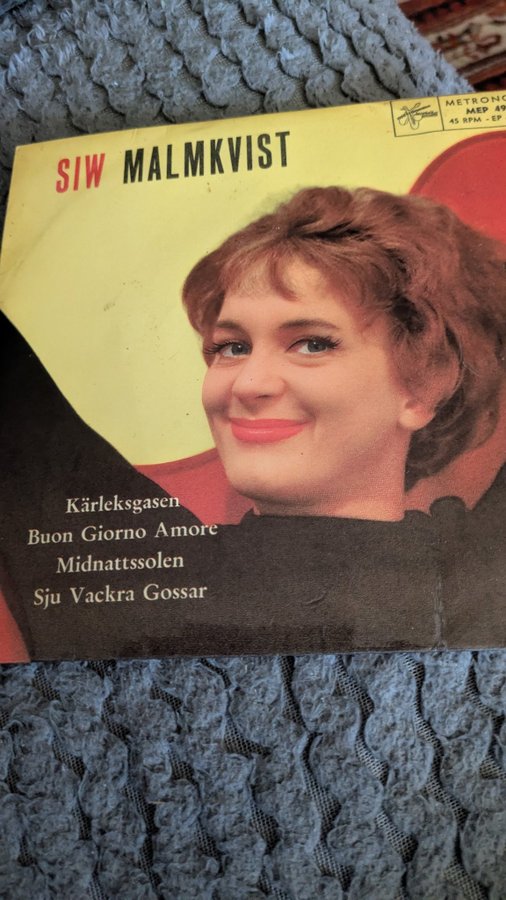 SIW MALMKVIST
METRONO
MEP 49
45 RPM - EP
Kärleksgasen
Buon Giorno Amore
Midnattssolen
Sju Vackra Gossar